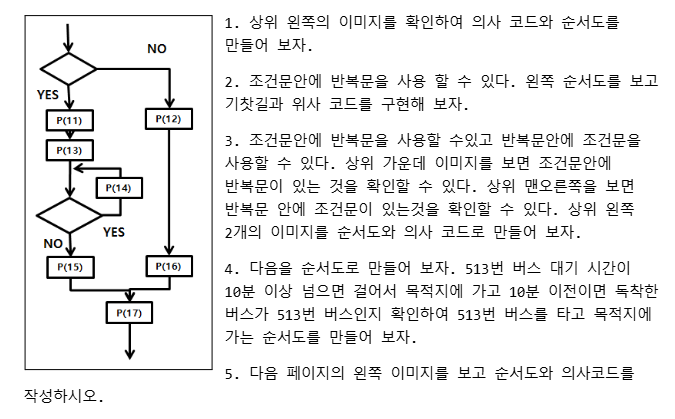 NO
YES
P(11)
P(12)
P(13)
P(14)
NO
YES
P(15)
P(16)
P(17)
1. 상위 왼쪽의 이미지를 확인하여 의사 코드와 순서도를
만들어 보자.
2. 조건문안에 반복문을 사용 할 수 있다. 왼쪽 순서도를 보고
기찻길과 위사 코드를 구현해 보자.
3. 조건문안에 반복문을 사용할 수있고 반복문안에 조건문을
사용할 수 있다. 상위 가운데 이미지를 보면 조건문안에
반복문이 있는 것을 확인할 수 있다. 상위 맨오른쪽을 보면
반복문 안에 조건문이 있는것을 확인할 수 있다. 상위 왼쪽
2개의 이미지를 순서도와 의사 코드로 만들어 보자.
4. 다음을 순서도로 만들어 보자. 513번 버스 대기 시간이
10분 이상 넘으면 걸어서 목적지에 가고 10분 이전이면 독착한
버스가 513번 버스인지 확인하여 513번 버스를 타고 목적지에
가는 순서도를 만들어 보자.
5. 다음 페이지의 왼쪽 이미지를 보고 순서도와 의사코드를
작성하시오.